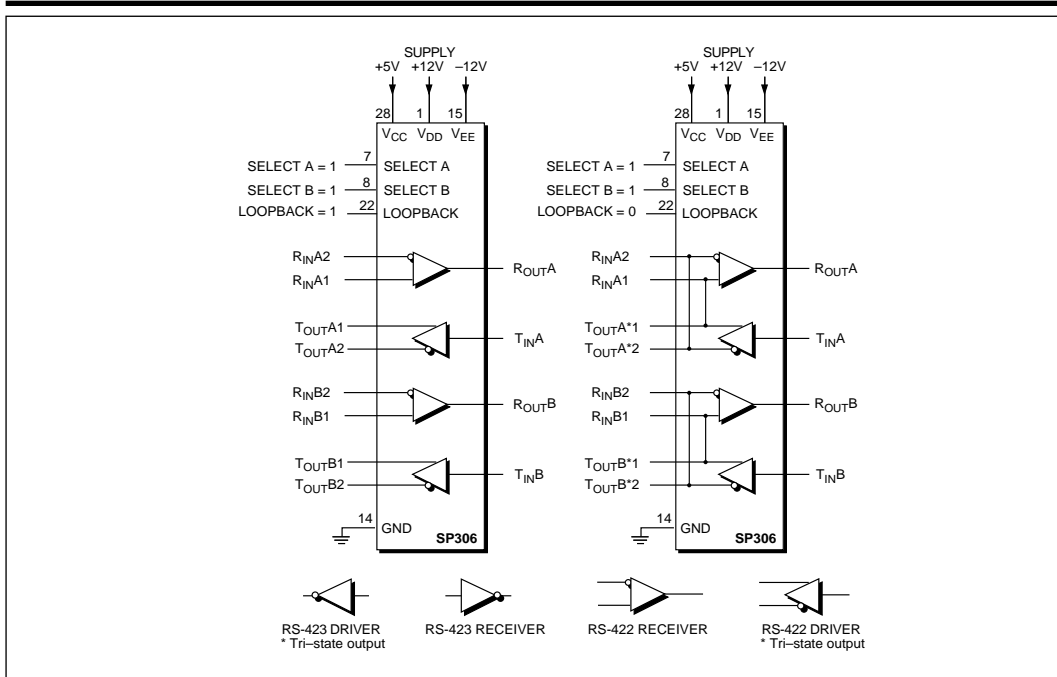 SUPPLY
+5V +12V –12V
28 1 15
VCC VDD VEE
SELECT A = 1 7 SELECT A
SELECT B = 1 8 SELECT B
LOOPBACK = 1 22 LOOPBACK
RINA2
RINA1
ROUTA
TOUTA1
TOUTA2
TINA
RINB2
RINB1
ROUTB
TOUTB1
TOUTB2
TINB
14 GND
SP306
SUPPLY
+5V +12V –12V
28 1 15
VCC VDD VEE
SELECT A = 1 7 SELECT A
SELECT B = 1 8 SELECT B
LOOPBACK = 0 22 LOOPBACK
RINA2
RINA1
ROUTA
TOUTA*1
TOUTA*2
TINA
RINB2
RINB1
ROUTB
TOUTB*1
TOUTB*2
TINB
14 GND
SP306
RS-423 DRIVER
* Tri–state output
RS-423 RECEIVER
RS-422 RECEIVER
RS-422 DRIVER
* Tri–state output